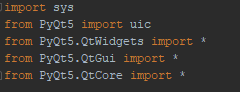 import sys
from PyQt5 import uic
from PyQt5.QtWidgets import *
from PyQt5.QtGui import *
from PyQt5.QtCore import *